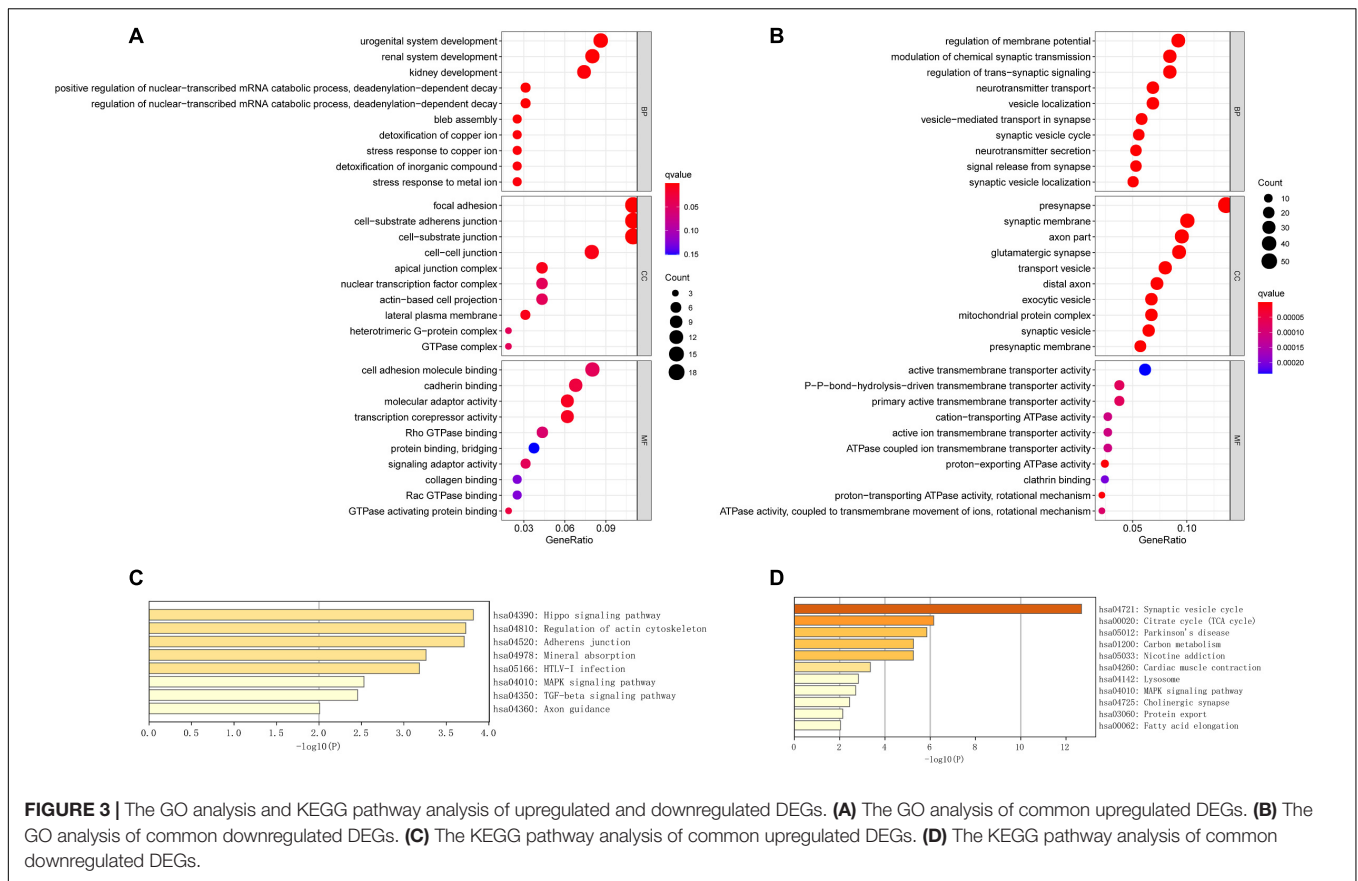 A
urogenital system development
renal system development
kidney development
positive regulation of nuclear−transcribed mRNA catabolic process, deadenylation−dependent decay
regulation of nuclear−transcribed mRNA catabolic process, deadenylation−dependent decay
bleb assembly
detoxification of copper ion
stress response to copper ion
detoxification of inorganic compound
stress response to metal ion
BP
focal adhesion
cell−substrate adherens junction
cell−substrate junction
cell−cell junction
apical junction complex
nuclear transcription factor complex
actin−based cell projection
lateral plasma membrane
heterotrimeric G−protein complex
GTPase complex
CC
cell adhesion molecule binding
cadherin binding
molecular adaptor activity
transcription corepressor activity
Rho GTPase binding
protein binding, bridging
signaling adaptor activity
collagen binding
Rac GTPase binding
GTPase activating protein binding
MF
0.03 0.06 0.09
GeneRatio
qvalue
0.05
0.10
0.15
Count
3
6
9
12
15
18
B
regulation of membrane potential
modulation of chemical synaptic transmission
regulation of trans−synaptic signaling
neurotransmitter transport
vesicle localization
vesicle−mediated transport in synapse
synaptic vesicle cycle
neurotransmitter secretion
signal release from synapse
synaptic vesicle localization
BP
presynapse
synaptic membrane
axon part
glutamatergic synapse
transport vesicle
distal axon
exocytic vesicle
mitochondrial protein complex
synaptic vesicle
presynaptic membrane
CC
active transmembrane transporter activity
P−P−bond−hydrolysis−driven transmembrane transporter activity
primary active transmembrane transporter activity
cation−transporting ATPase activity
active ion transmembrane transporter activity
ATPase coupled ion transmembrane transporter activity
proton−exporting ATPase activity
clathrin binding
proton−transporting ATPase activity, rotational mechanism
ATPase activity, coupled to transmembrane movement of ions, rotational mechanism
MF
0.05 0.10
GeneRatio
Count
10
20
30
40
50
qvalue
0.00005
0.00010
0.00015
0.00020
C
hsa04390: Hippo signaling pathway
hsa04810: Regulation of actin cytoskeleton
hsa04520: Adherens junction
hsa04978: Mineral absorption
hsa05166: HTLV-I infection
hsa04010: MAPK signaling pathway
hsa04350: TGF-beta signaling pathway
hsa04360: Axon guidance
0.0 0.5 1.0 1.5 2.0 2.5 3.0 3.5 4.0
-log10(P)
D
hsa04721: Synaptic vesicle cycle
hsa00020: Citrate cycle (TCA cycle)
hsa05012: Parkinson's disease
hsa01200: Carbon metabolism
hsa05033: Nicotine addiction
hsa04260: Cardiac muscle contraction
hsa04142: Lysosome
hsa04010: MAPK signaling pathway
hsa04725: Cholinergic synapse
hsa03060: Protein export
hsa00062: Fatty acid elongation
0 2 4 6 8 10 12
-log10(P)
FIGURE 3 | The GO analysis and KEGG pathway analysis of upregulated and downregulated DEGs. (A) The GO analysis of common upregulated DEGs. (B) The
GO analysis of common downregulated DEGs. (C) The KEGG pathway analysis of common upregulated DEGs. (D) The KEGG pathway analysis of common
downregulated DEGs.